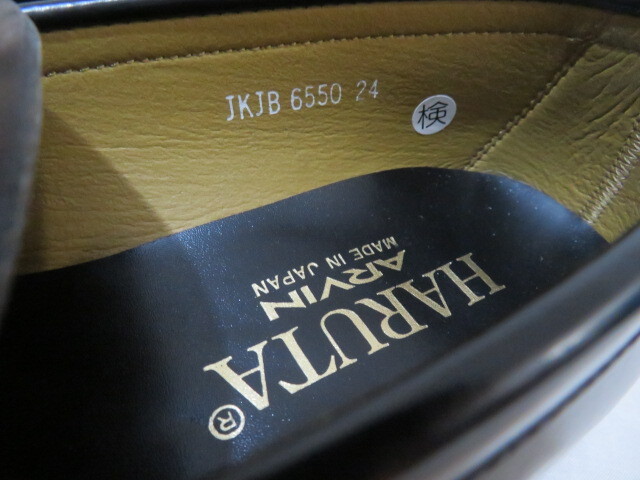 JKJB 6550 24
検
HARUTA®
ARVIN
MADE IN JAPAN